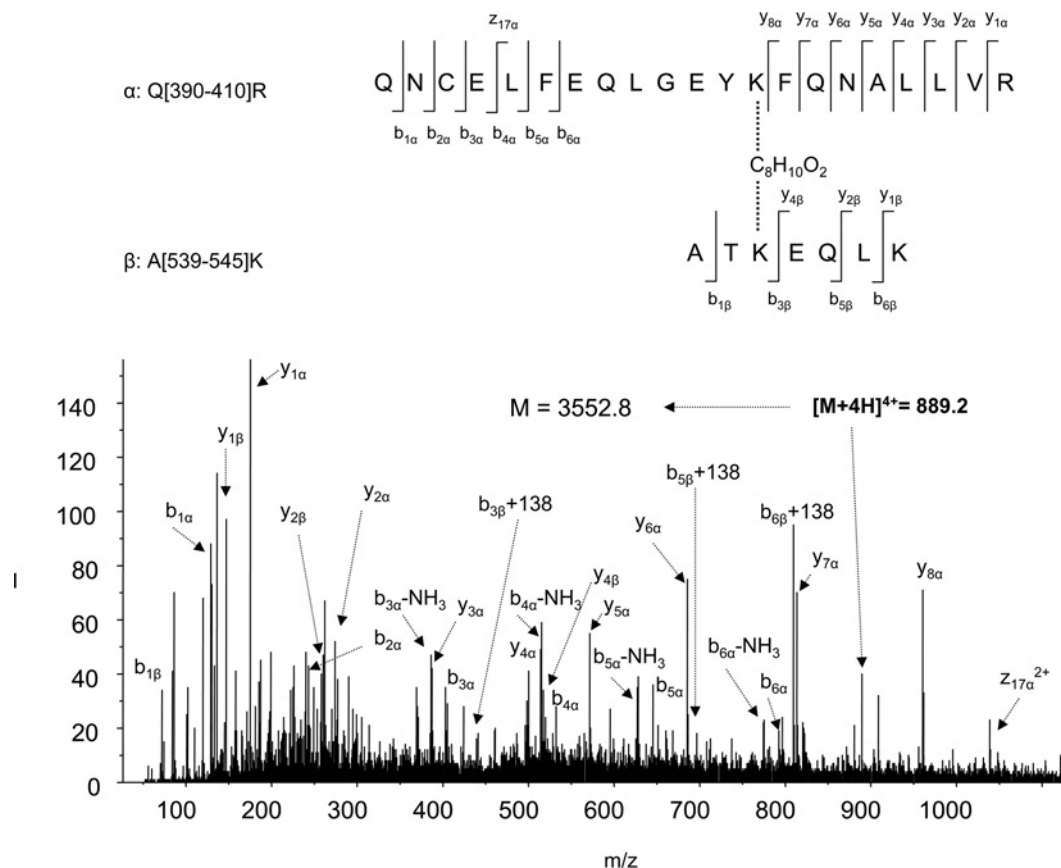 z₁₇α y₈α y₇α y₆α y₅α y₄α y₃α y₂α y₁α
α: Q[390-410]R Q N C E L F E Q L G E Y K F Q N A L L V R
b₁α b₂α b₃α b₄α b₅α b₆α
C₈H₁₀O₂
y₄β y₂β y₁β
β: A[539-545]K A T K E Q L K
b₁β b₃β b₅β b₆β
M = 3552.8 [M+4H]⁴⁺= 889.2
y₁α
y₁β
b₁α
y₂β
y₂α
b₃β+138
b₅β+138
y₆α
b₆β+138
y₇α
y₈α
b₃α-NH₃
y₃α
b₄α-NH₃
y₄β
y₅α
b₂α
b₁β
b₃α
y₄α
b₄α
b₅α-NH₃
b₅α
b₆α-NH₃
b₆α
z₁₇α²⁺
I
140
120
100
80
60
40
20
0
100 200 300 400 500 600 700 800 900 1000
m/z